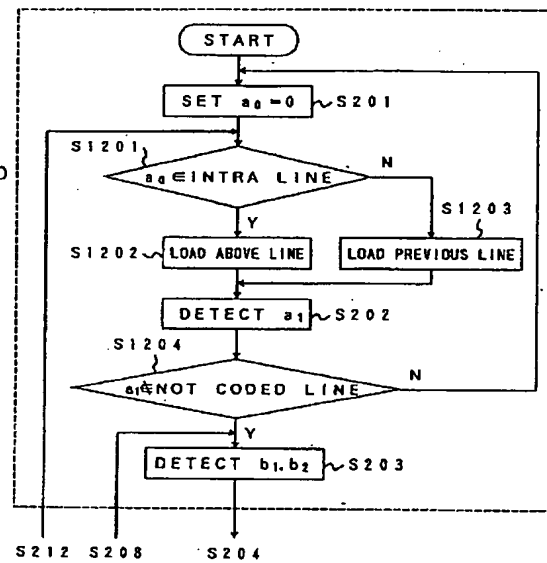 START
SET a0=0 S201
S1201
a0∈INTRA LINE N
S1203
Y
S1202 LOAD ABOVE LINE LOAD PREVIOUS LINE
DETECT a1 S202
S1204
N
NOT CODED LINE
Y
DETECT b1.b2 S203
S212 S208 S204